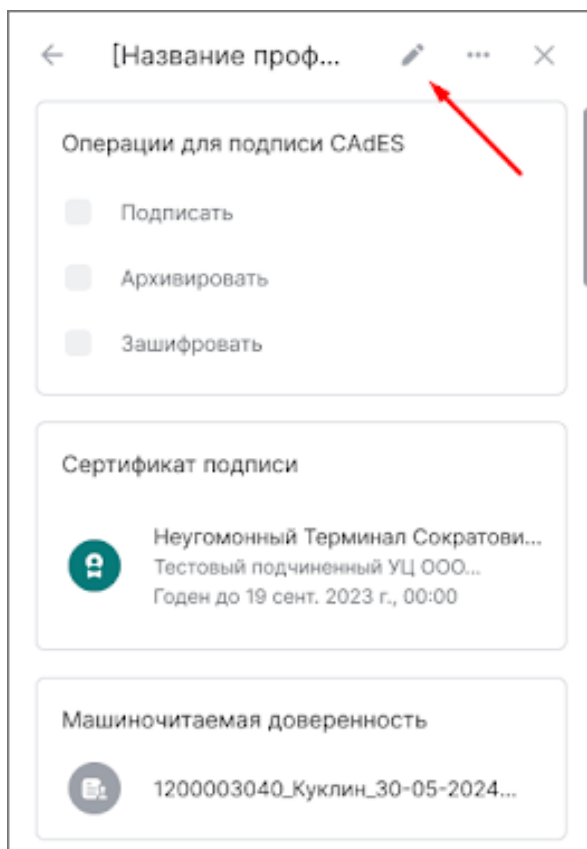 [Название проф...
Операции для подписи CAdES
Подписать
Архивировать
Зашифровать
Сертификат подписи
Неугомонный Терминал Сократови...
Тестовый подчиненный УЦ ООО...
Годен до 19 сент. 2023 г., 00:00
Машиночитаемая доверенность
1200003040_Куклин_30-05-2024...